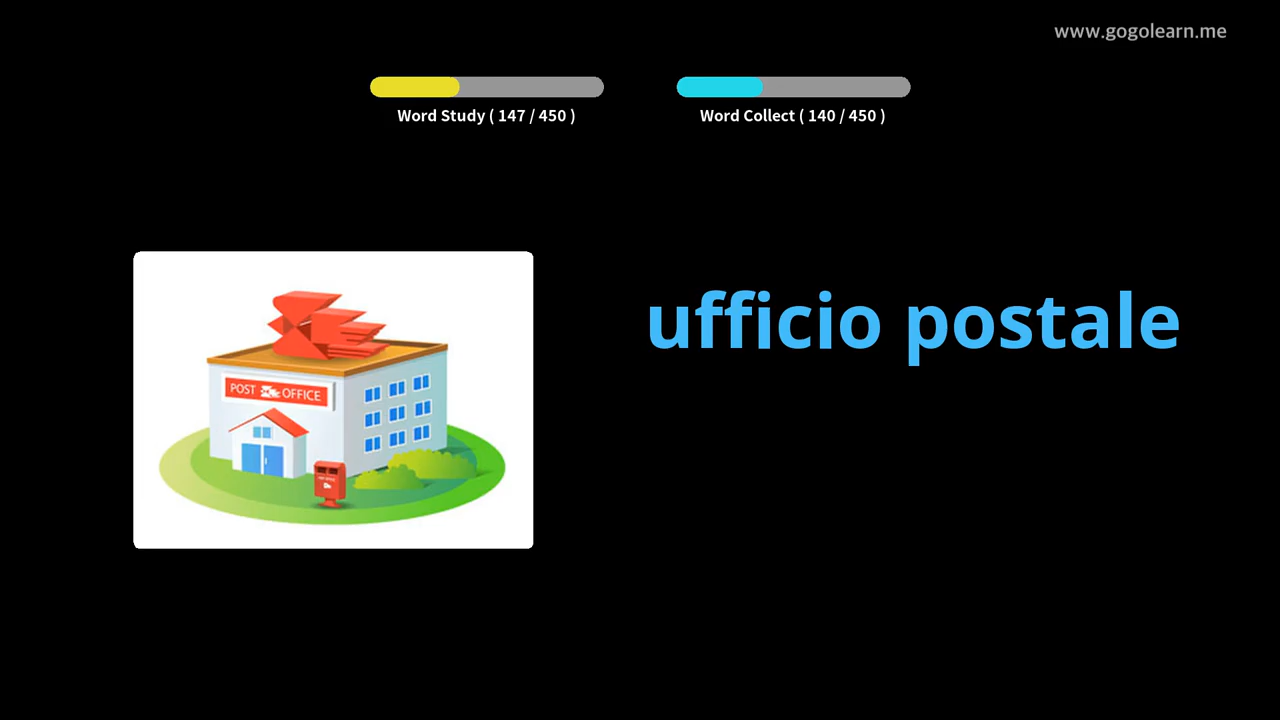 www.gogolearn.me
Word Study ( 147 / 450 )
Word Collect ( 140 / 450 )
ufficio postale
POST OFFICE